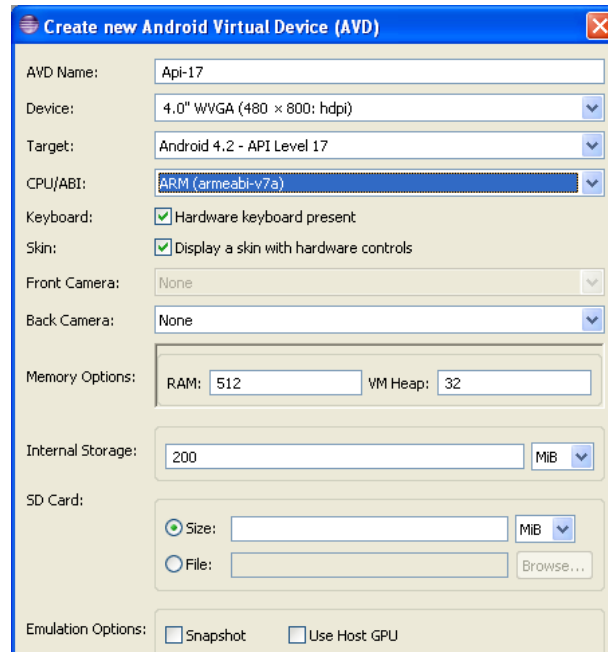 Create new Android Virtual Device (AVD)
AVD Name: Api-17
Device: 4.0" WVGA (480 × 800: hdpi)
Target: Android 4.2 - API Level 17
CPU/ABI: ARM (armeabi-v7a)
Keyboard: Hardware keyboard present
Skin: Display a skin with hardware controls
Front Camera: None
Back Camera: None
Memory Options: RAM: 512 VM Heap: 32
Internal Storage: 200 MiB
SD Card:
Size: MiB
File: Browse...
Emulation Options: Snapshot Use Host GPU